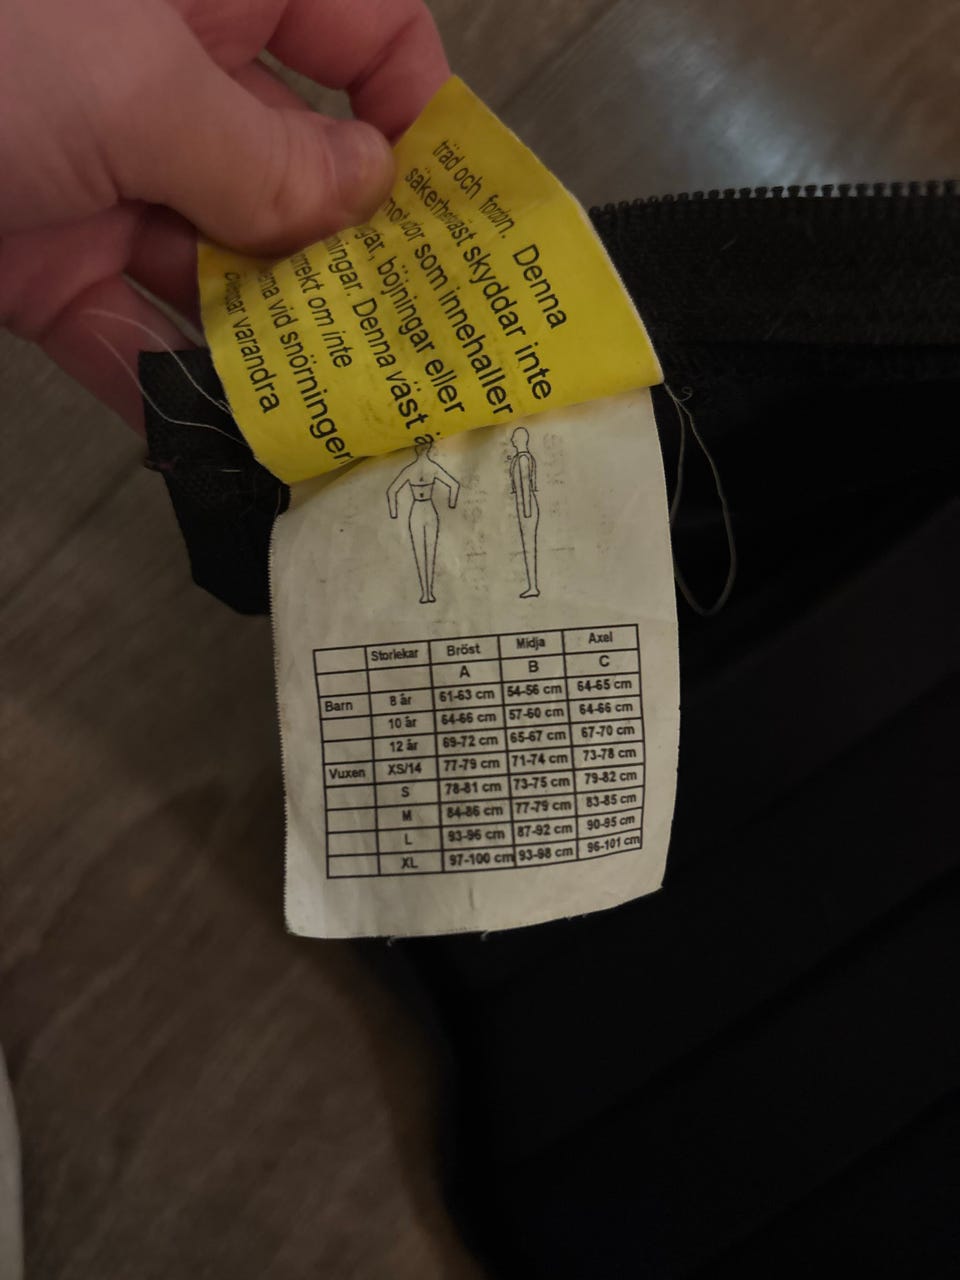 träd och fordon. Denna
säkerhetväst skyddar inte
som innehaller
böjningar eller
ningar. Denna väst ä
rrekt om inte
vid snörningen
varandra
Storlekar Bröst Midja Axel
A B C
Barn 8 år 61-63 cm 54-56 cm 64-65 cm
10 år 64-66 cm 57-60 cm 64-66 cm
12 år 69-72 cm 65-67 cm 67-70 cm
Vuxen XS/14 77-79 cm 71-74 cm 73-78 cm
S 78-81 cm 73-75 cm 79-82 cm
M 84-86 cm 77-79 cm 83-85 cm
L 93-96 cm 87-92 cm 90-95 cm
XL 97-100 cm 93-98 cm 96-101 cm